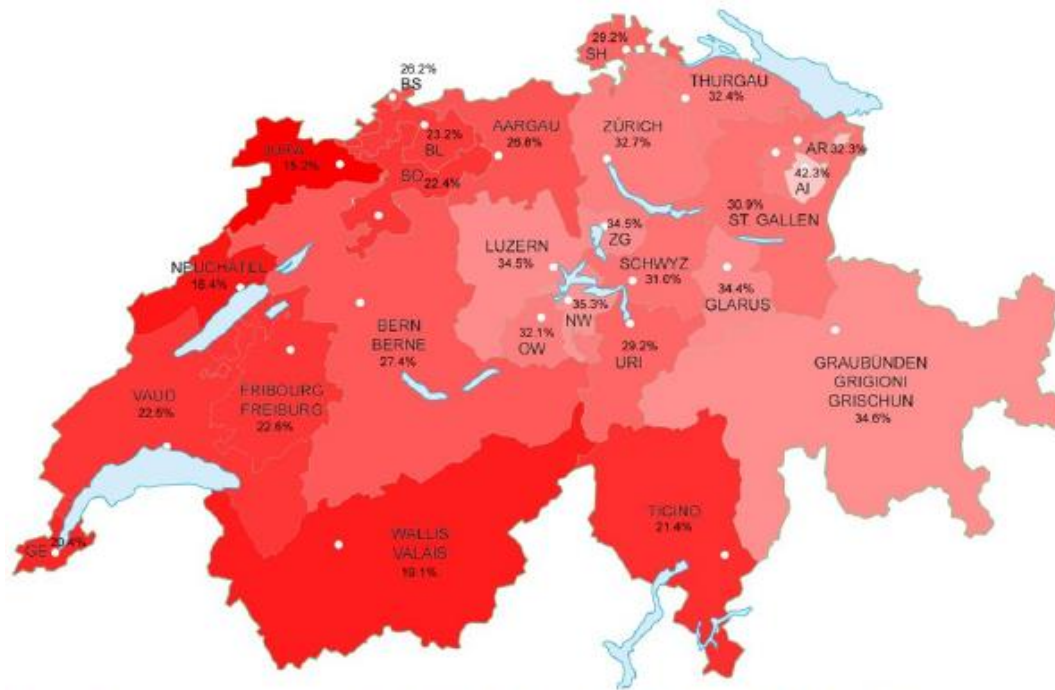 29.2%
SH
26.2%
BS
THURGAU
32.4%
23.2%
BL
AARGAU
26.8%
ZÜRICH
32.7%
JURA
15.2%
SO 22.4%
AR 32.3%
42.3%
AI
30.9%
ST. GALLEN
34.5%
ZG
LUZERN
34.5%
SCHWYZ
31.0%
34.4%
GLARUS
NEUCHATEL
18.4%
35.3%
NW
32.1%
OW
29.2%
URI
BERN
BERNE
27.4%
GRAUBÜNDEN
GRIGIONI
GRISCHUN
34.6%
VAUD
22.6%
FRIBOURG
FREIBURG
22.6%
TICINO
21.4%
WALLIS
VALAIS
19.1%
GE 20.4%